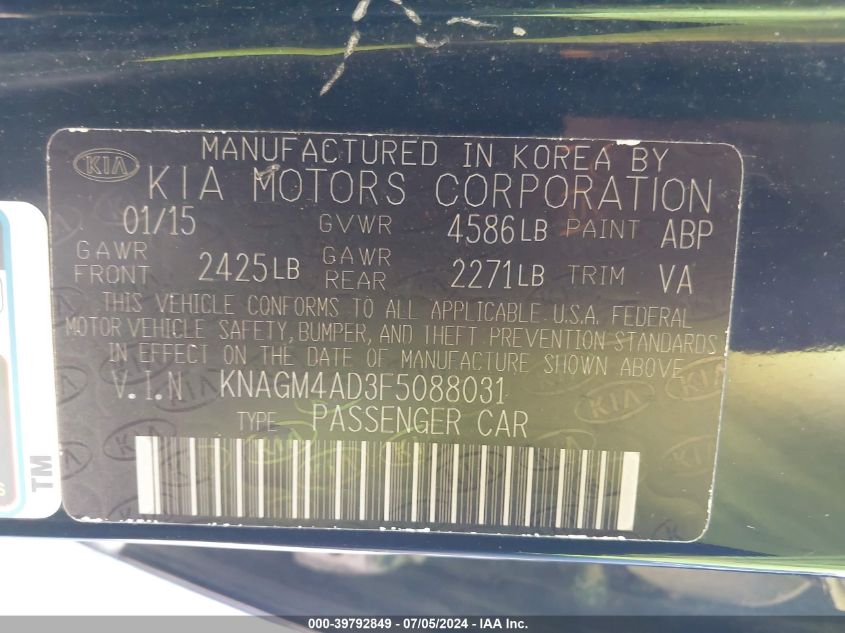 MANUFACTURED IN KOREA BY
KIA
KIA MOTORS CORPORATION
01/15 GVWR 4586LB PAINT ABP
GAWR FRONT 2425LB GAWR REAR 2271LB TRIM VA
THIS VEHICLE CONFORMS TO ALL APPLICABLE U.S.A. FEDERAL
MOTOR VEHICLE SAFETY, BUMPER, AND THEFT PREVENTION STANDARDS
IN EFFECT ON THE DATE OF MANUFACTURE SHOWN ABOVE
V.I.N KNAGM4AD3F5088031
TYPE PASSENGER CAR
TM
000-39792849 - 07/05/2024 - IAA Inc.